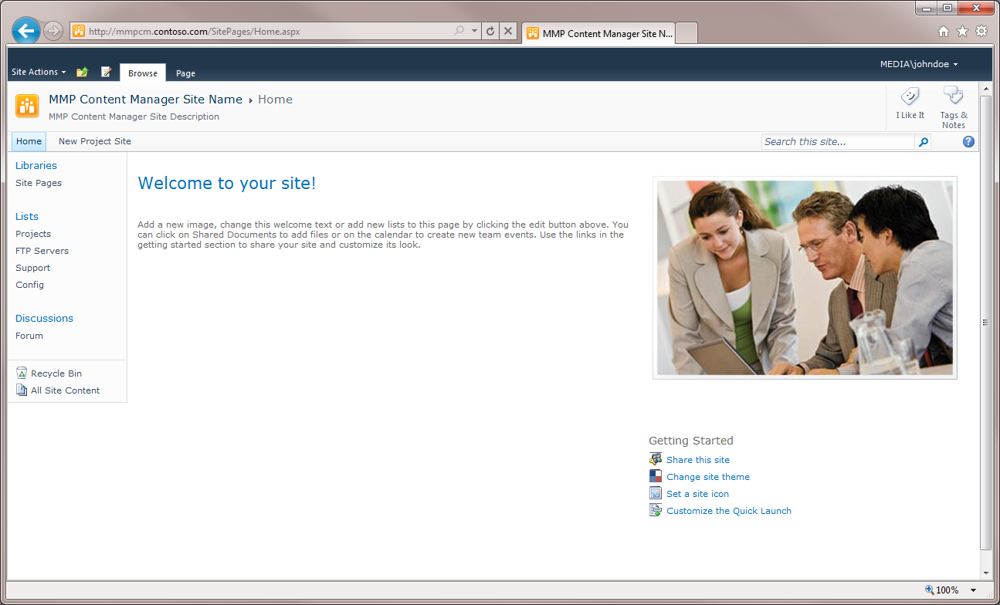 http://mmpcm.contoso.com/SitePages/Home.aspx
MMP Content Manager Site N...
Site Actions
Browse
Page
MEDIA\johndoe
MMP Content Manager Site Name
Home
MMP Content Manager Site Description
I Like It
Tags &
Notes
Home
New Project Site
Search this site...
Libraries
Site Pages
Lists
Projects
FTP Servers
Support
Config
Discussions
Forum
Recycle Bin
All Site Content
Welcome to your site!
Add a new image, change this welcome text or add new lists to this page by clicking the edit button above. You
can click on Shared Documents to add files or on the calendar to create new team events. Use the links in the
getting started section to share your site and customize its look.
Getting Started
Share this site
Change site theme
Set a site icon
Customize the Quick Launch
100%